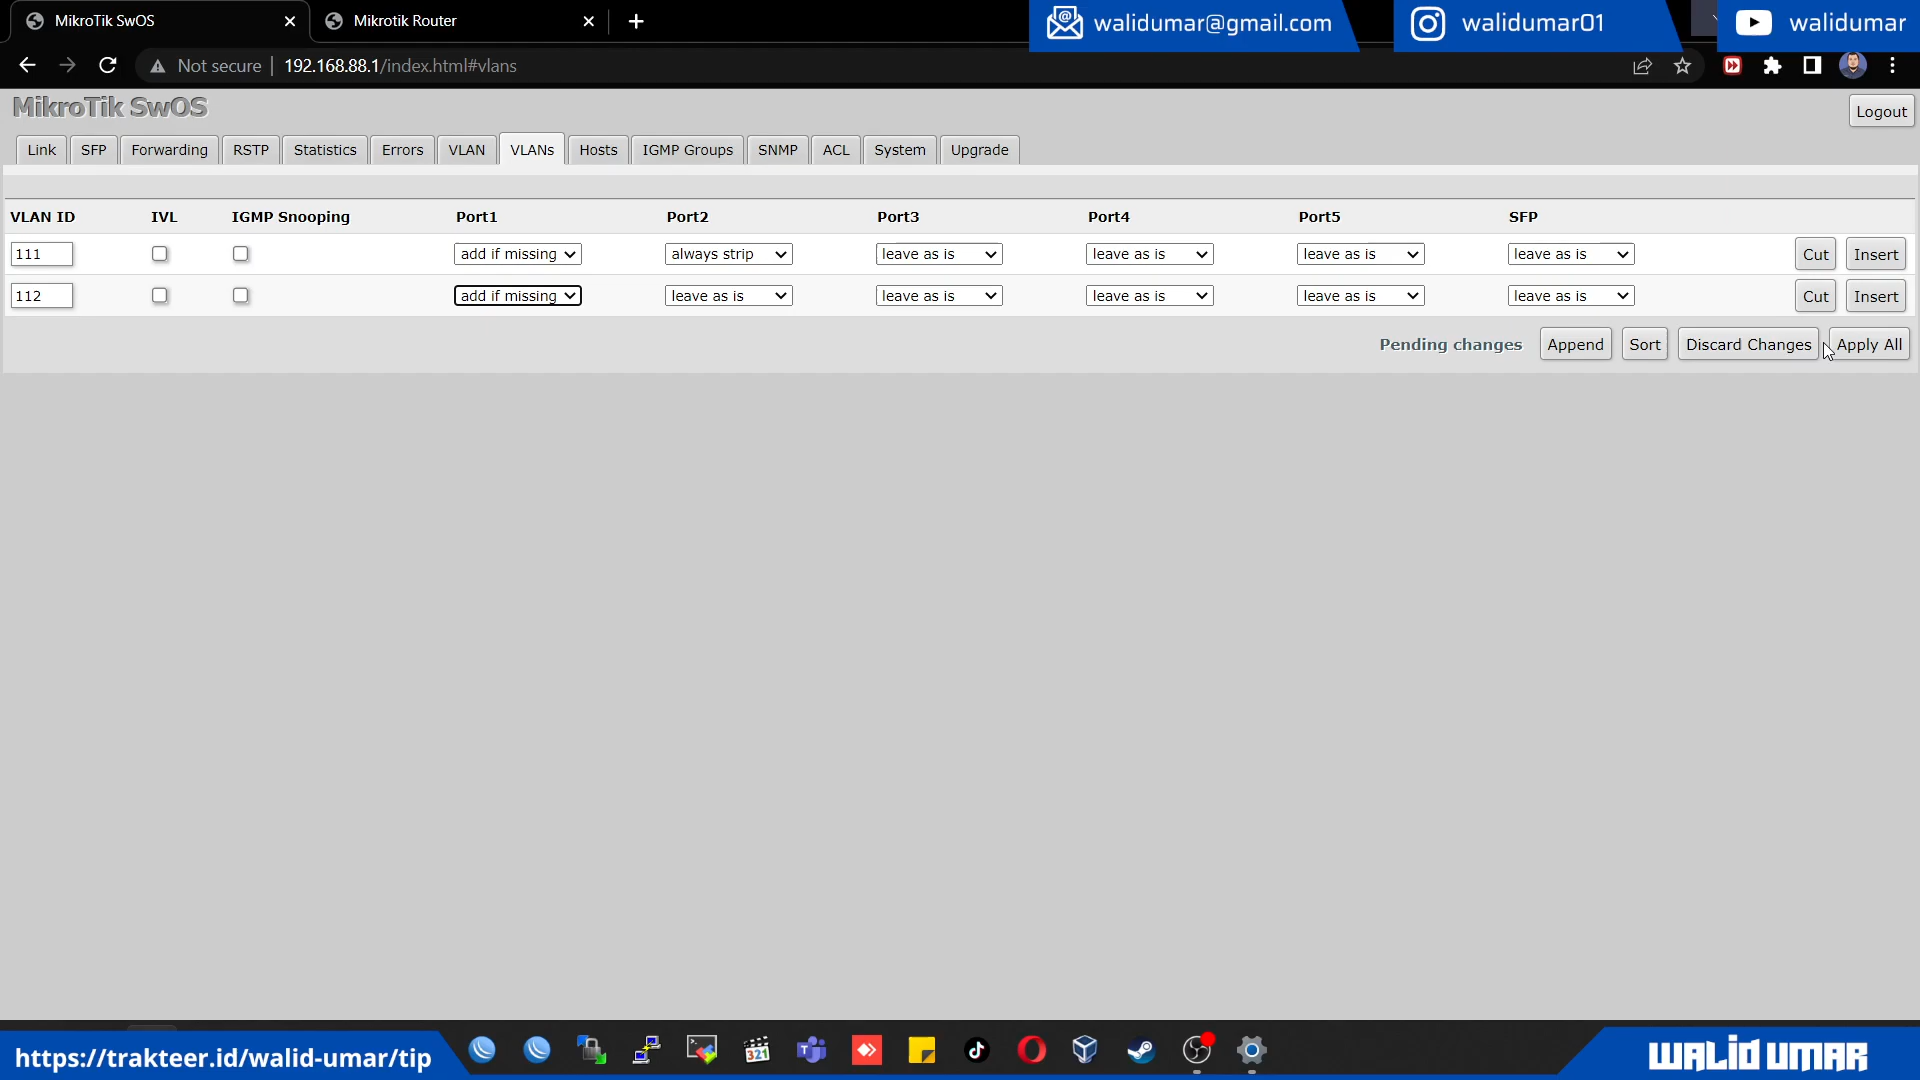 MikroTik SwOS
Mikrotik Router
walidumar@gmail.com
walidumar01
walidumar
Not secure
192.168.88.1/index.html#vlans
MikroTik SwOS
Logout
Link SFP Forwarding RSTP Statistics Errors VLAN VLANs Hosts IGMP Groups SNMP ACL System Upgrade
VLAN ID IVL IGMP Snooping Port1 Port2 Port3 Port4 Port5 SFP
111 add if missing always strip leave as is leave as is leave as is leave as is Cut Insert
112 add if missing leave as is leave as is leave as is leave as is leave as is Cut Insert
Pending changes Append Sort Discard Changes Apply All
https://trakteer.id/walid-umar/tip
321
WALID UMAR